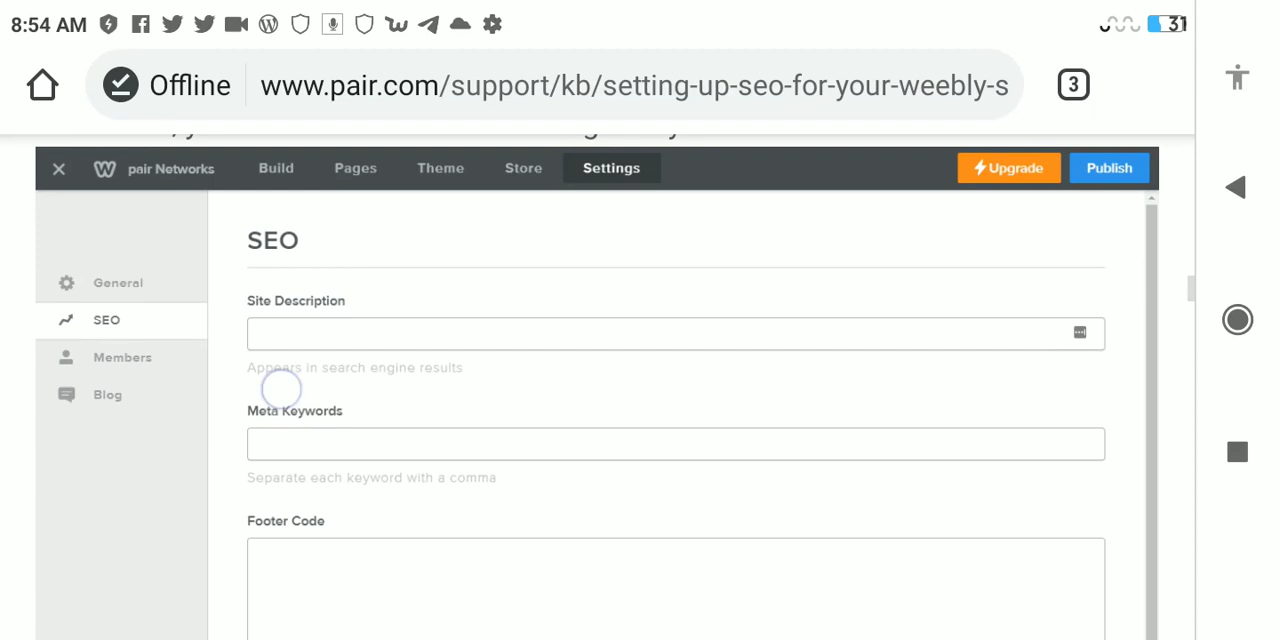 8:54 AM
31
Offline www.pair.com/support/kb/setting-up-seo-for-your-weebly-s
3
pair Networks Build Pages Theme Store Settings Upgrade Publish
SEO
General
SEO
Members
Blog
Site Description
Appears in search engine results
Meta Keywords
Separate each keyword with a comma
Footer Code